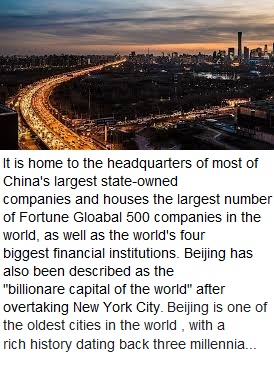 It is home to the headquarters of most of
China's largest state-owned
companies and houses the largest number
of Fortune Gloabal 500 companies in the
world, as well as the world's four
biggest financial institutions. Beijing has
also been described as the
"billionare capital of the world" after
overtaking New York City. Beijing is one of
the oldest cities in the world , with a
rich history dating back three millennia...